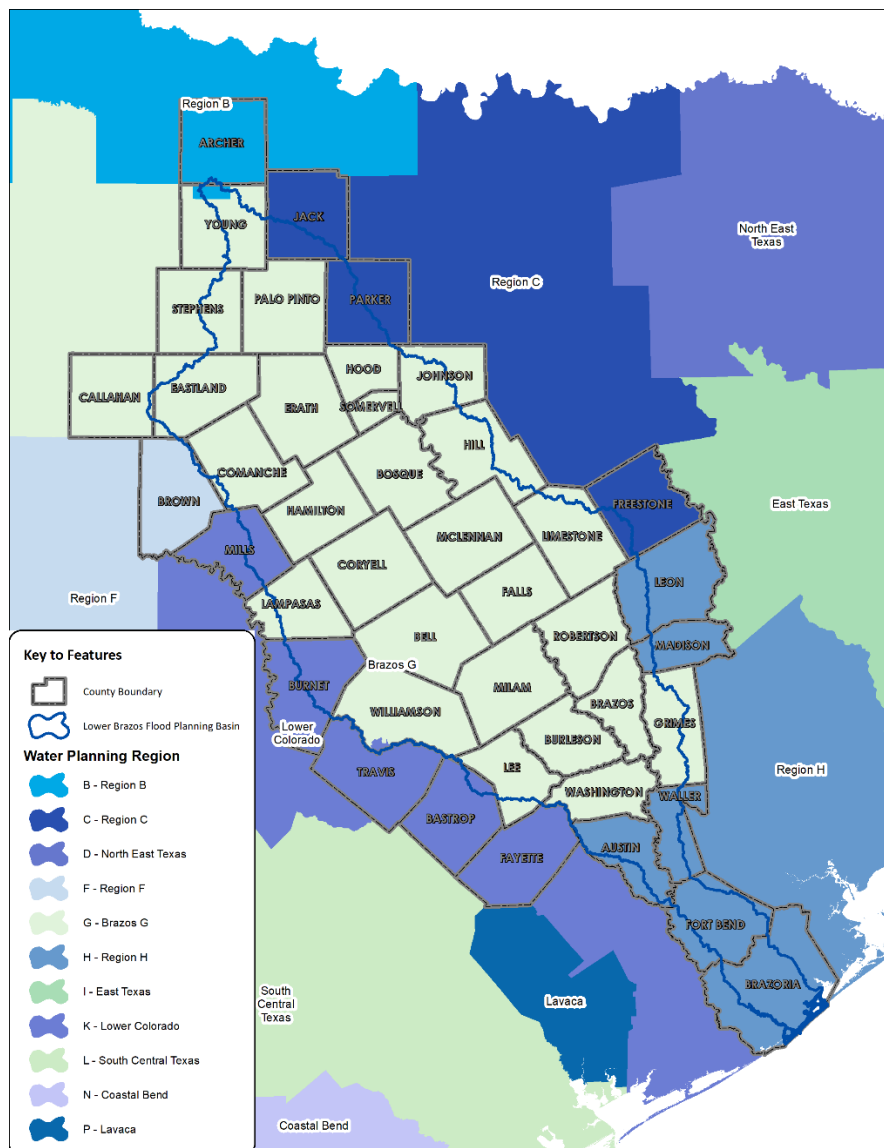 Region B
ARCHER
YOUNG
JACK
North East
Texas
Region C
STEPHENS
PALO PINTO
PARKER
HOOD
JOHNSON
CALLAHAN
EASTLAND
ERATH
SOMERVELL
HILL
COMANCHE
BOSQUE
BROWN
HAMILTON
FREESTONE
East Texas
MILLS
MCLENNAN
LIMESTONE
CORYELL
LEON
Region F
LAMPASAS
FALLS
BELL
ROBERTSON
MADISON
Brazos G
BURNET
MILAM
BRAZOS
WILLIAMSON
GRIMES
Lower
Colorado
BURLESON
TRAVIS
LEE
Region H
WASHINGTON
WALLER
BASTROP
AUSTIN
FAYETTE
FORT BEND
BRAZORIA
South
Central
Texas
Lavaca
Coastal Bend
Key to Features
County Boundary
Lower Brazos Flood Planning Basin
Water Planning Region
B - Region B
C - Region C
D - North East Texas
F - Region F
G - Brazos G
H - Region H
I - East Texas
K - Lower Colorado
L - South Central Texas
N - Coastal Bend
P - Lavaca